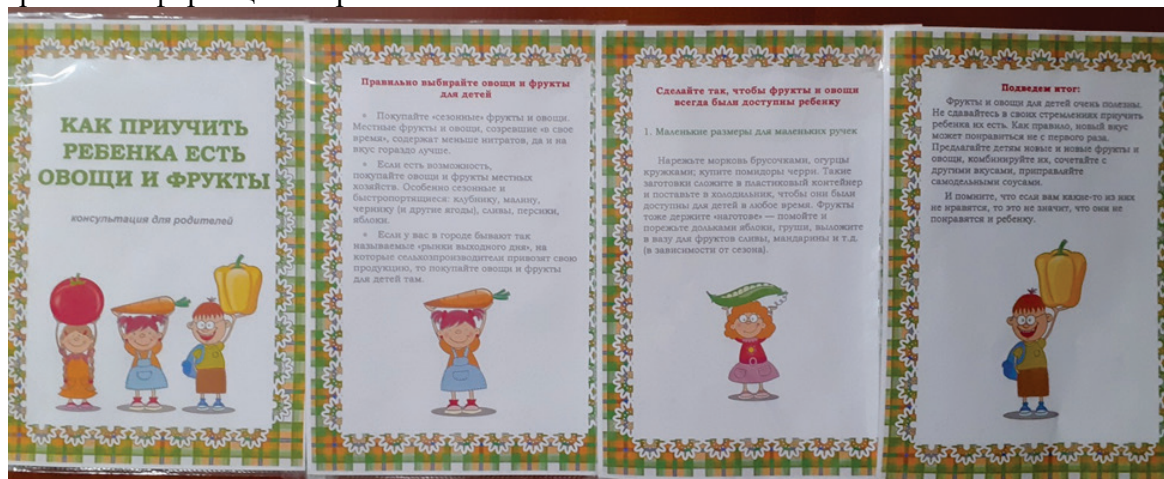 КАК ПРИУЧИТЬ
РЕБЕНКА ЕСТЬ
ОВОЩИ И ФРУКТЫ
консультация для родителей
Правильно выбирайте овощи и фрукты
для детей
• Покупайте «сезонные» фрукты и овощи.
Местные фрукты и овощи, созревшие «в свое
время», содержат меньше нитратов, да и на
вкус гораздо лучше.
• Если есть возможность,
покупайте овощи и фрукты местных
хозяйств. Особенно сезонные и
быстропортящиеся: клубнику, малину,
чернику (и другие ягоды), сливы, персики,
яблоки.
• Если у вас в городе бывают так
называемые «рынки выходного дня», на
которые сельхозпроизводители привозят свою
продукцию, то покупайте овощи и фрукты
для детей там.
Сделайте так, чтобы фрукты и овощи
всегда были доступны ребенку
1. Маленькие размеры для маленьких ручек
Нарежьте морковь брусочками, огурцы
кружками; купите помидоры черри. Такие
заготовки сложите в пластиковый контейнер
и поставьте в холодильник, чтобы они были
доступны для детей в любое время. Фрукты
тоже держите «наготове» — помойте и
порежьте дольками яблоки, груши, выложите
в вазу для фруктов сливы, мандарины и т.д.
(в зависимости от сезона).
Подведем итог:
Фрукты и овощи для детей очень полезны.
Не сдавайтесь в своих стремлениях приучить
ребенка их есть. Как правило, новый вкус
может понравиться не с первого раза.
Предлагайте детям новые и новые фрукты и
овощи, комбинируйте их, сочетайте с
другими вкусами, приправляйте
самодельными соусами.
И помните, что если вам какие-то из них
не нравятся, то это не значит, что они не
понравятся и ребенку.